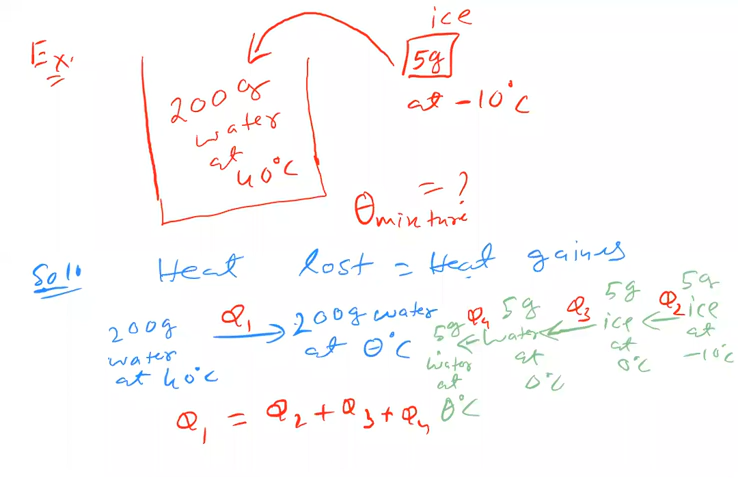 Ex.
ice
5g
at -10°C
200g
water
at
40°C
θmixture = ?
Soln
Heat lost = Heat gaines
200g
water
at 40°C
Q1
200g water
at θ°C
5g
water
at
θ°C
Q4
5g
water
at
0°C
Q3
5g
ice
at
0°C
Q2
5g
ice
at
-10°C
Q1 = Q2 + Q3 + Q4